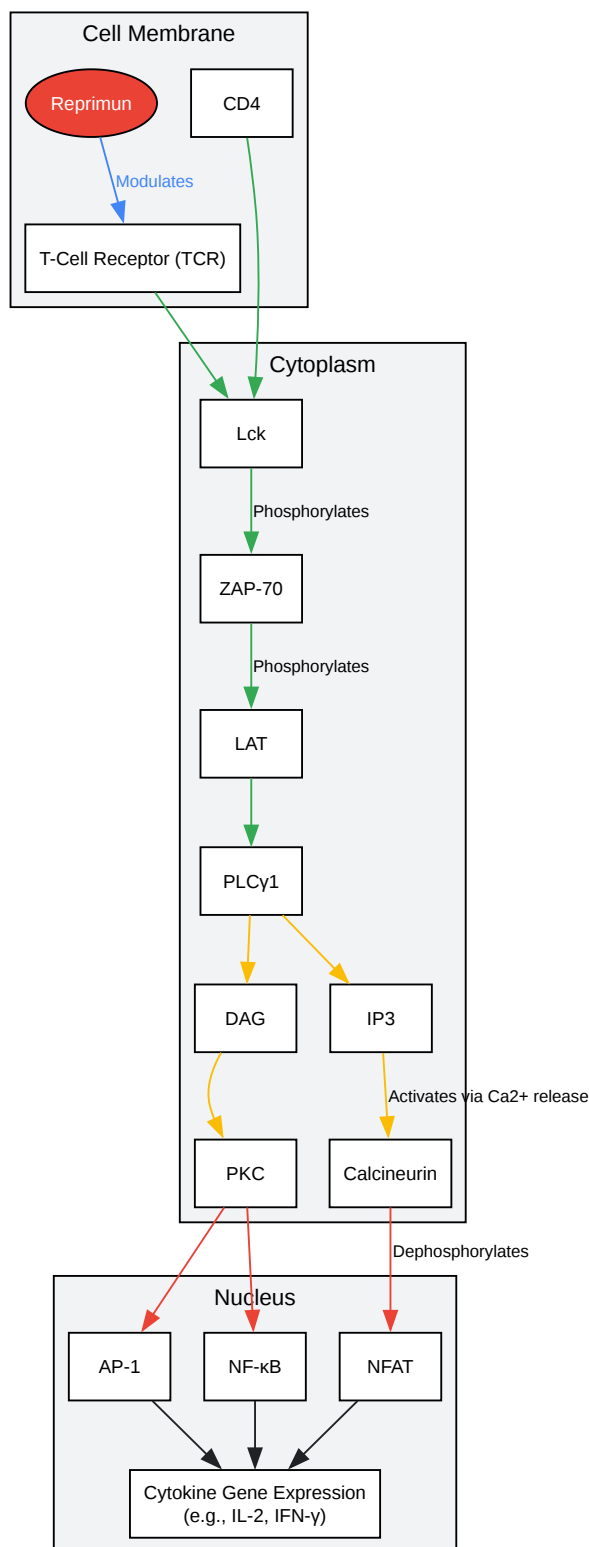 Cell Membrane
Reprimun
CD4
Modulates
T-Cell Receptor (TCR)
Cytoplasm
Lck
Phosphorylates
ZAP-70
Phosphorylates
LAT
PLCγ1
DAG
IP3
Activates via Ca2+ release
PKC
Calcineurin
Dephosphorylates
Nucleus
AP-1
NF-κB
NFAT
Cytokine Gene Expression
(e.g., IL-2, IFN-γ)